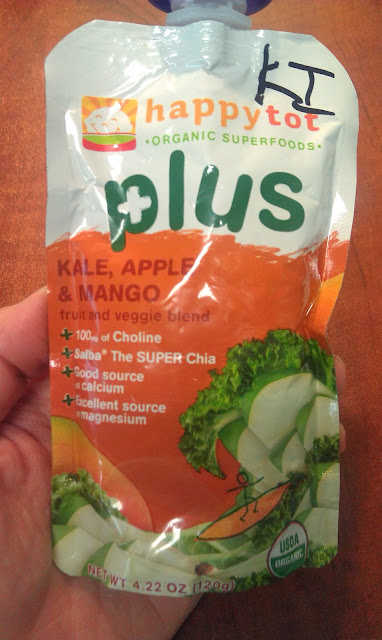 KI
happytot
•ORGANIC SUPERFOODS•
plus
KALE, APPLE
& MANGO
fruit and veggie blend
100mg of Choline
Salba® The SUPER Chia
Good source
of calcium
Excellent source
of magnesium
USDA
ORGANIC
NET WT 4.22 OZ (120g)